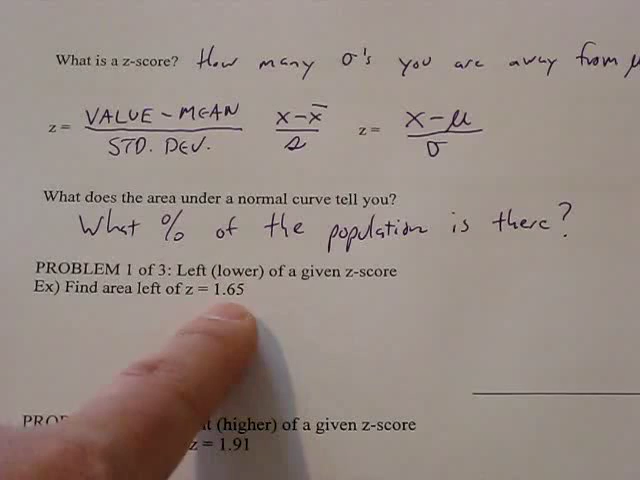 What is a z-score? How many σ's you are away from μ
z = VALUE - MEAN / STD. DEV. x - x̄ / s z = x - μ / σ
What does the area under a normal curve tell you?
What % of the population is there?
PROBLEM 1 of 3: Left (lower) of a given z-score
Ex) Find area left of z = 1.65
(higher) of a given z-score
z = 1.91